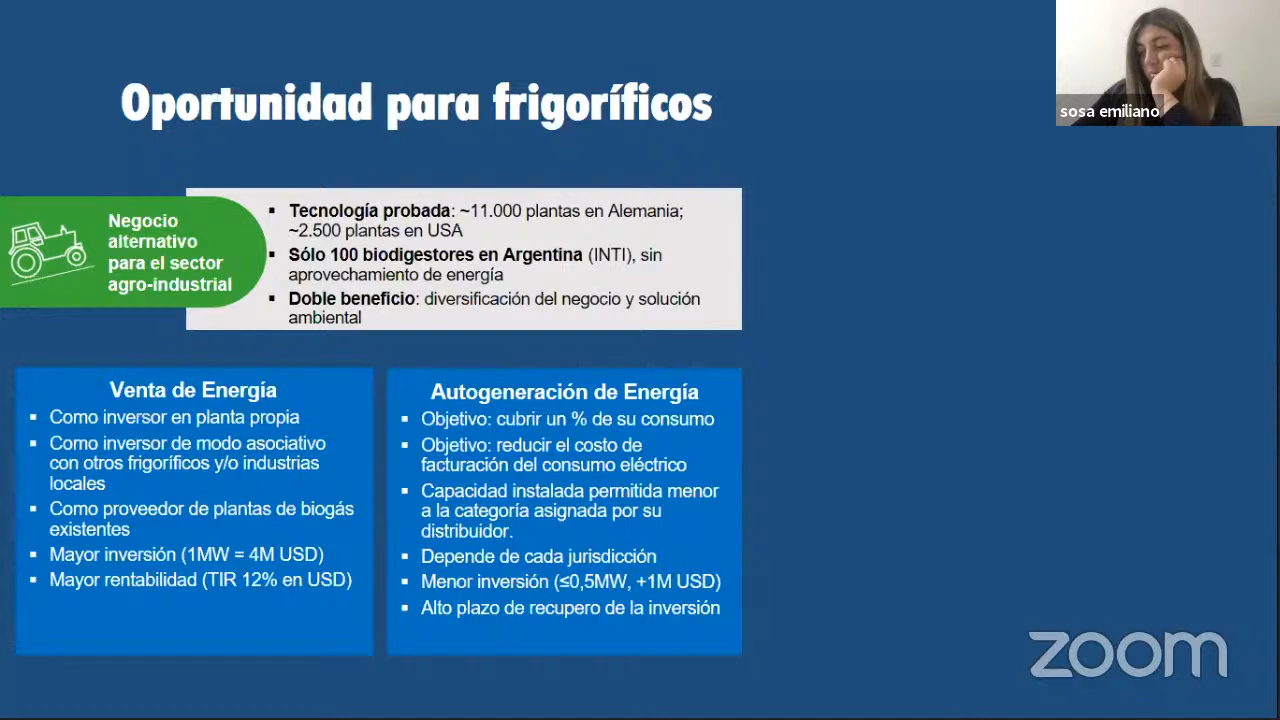 Oportunidad para frigoríficos
sosa emiliano
Negocio
alternativo
para el sector
agro-industrial
▪ Tecnología probada: ~11.000 plantas en Alemania;
~2.500 plantas en USA
▪ Sólo 100 biodigestores en Argentina (INTI), sin
aprovechamiento de energía
▪ Doble beneficio: diversificación del negocio y solución
ambiental
Venta de Energía
▪ Como inversor en planta propia
▪ Como inversor de modo asociativo
con otros frigoríficos y/o industrias
locales
▪ Como proveedor de plantas de biogás
existentes
▪ Mayor inversión (1MW = 4M USD)
▪ Mayor rentabilidad (TIR 12% en USD)
Autogeneración de Energía
▪ Objetivo: cubrir un % de su consumo
▪ Objetivo: reducir el costo de
facturación del consumo eléctrico
▪ Capacidad instalada permitida menor
a la categoría asignada por su
distribuidor.
▪ Depende de cada jurisdicción
▪ Menor inversión (≤0,5MW, +1M USD)
▪ Alto plazo de recupero de la inversión
zoom